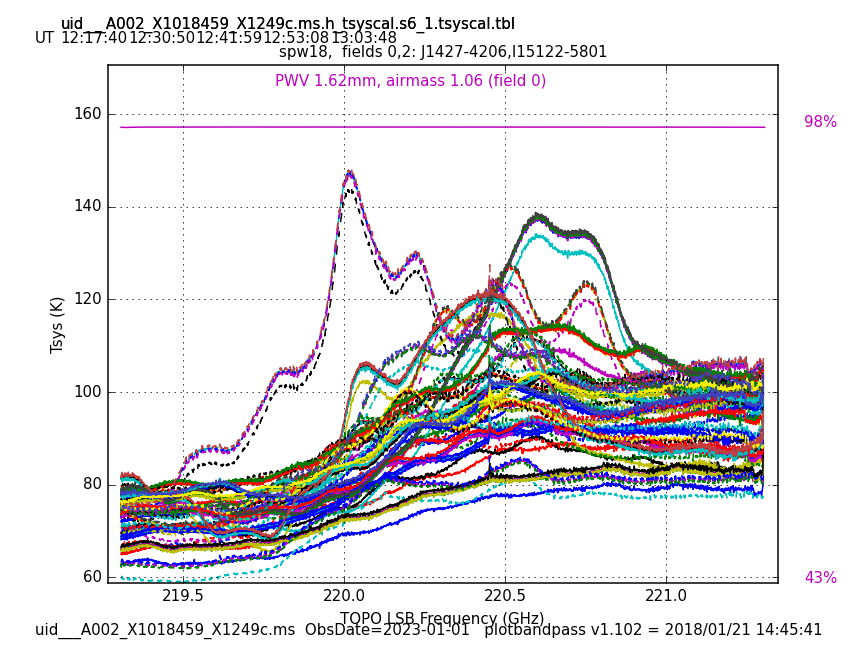 uid___A002_X1018459_X1249c.ms.h_tsyscal.s6_1.tsyscal.tbl
UT 12:17:40 12:30:50 12:41:59 12:53:08 13:03:48
spw18, fields 0,2: J1427-4206,I15122-5801
PWV 1.62mm, airmass 1.06 (field 0)
98%
160
140
120
100
80
60
Tsys (K)
43%
219.5 220.0 220.5 221.0
TOPO LSB Frequency (GHz)
uid___A002_X1018459_X1249c.ms ObsDate=2023-01-01 plotbandpass v1.102 = 2018/01/21 14:45:41